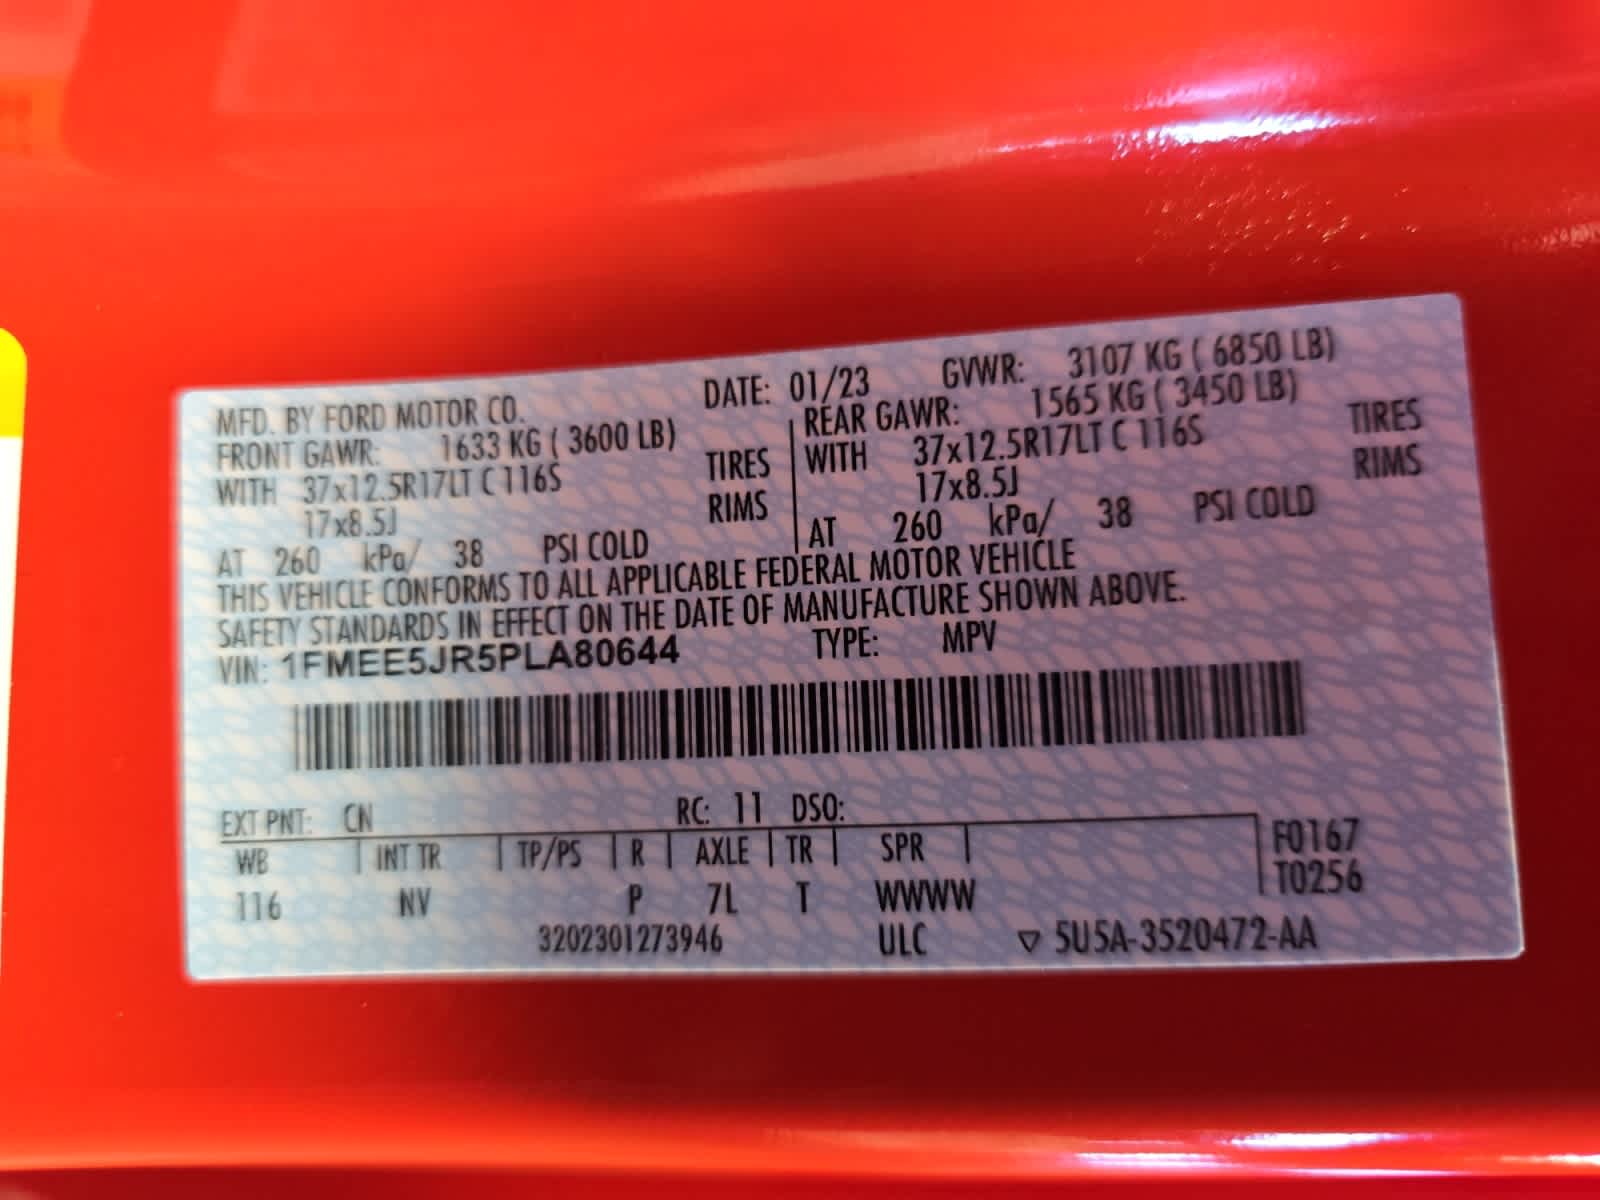 MFD. BY FORD MOTOR CO. DATE: 01/23 GVWR: 3107 KG ( 6850 LB)
FRONT GAWR: 1633 KG ( 3600 LB) REAR GAWR: 1565 KG ( 3450 LB)
WITH 37x12.5R17LT C 116S TIRES WITH 37x12.5R17LT C 116S TIRES
17x8.5J RIMS 17x8.5J RIMS
AT 260 kPa/ 38 PSI COLD AT 260 kPa/ 38 PSI COLD
THIS VEHICLE CONFORMS TO ALL APPLICABLE FEDERAL MOTOR VEHICLE
SAFETY STANDARDS IN EFFECT ON THE DATE OF MANUFACTURE SHOWN ABOVE.
VIN: 1FMEE5JR5PLA80644 TYPE: MPV
EXT PNT: CN RC: 11 DSO:
WB INT TR TP/PS R AXLE TR SPR F0167
116 NV P 7L T WWWW T0256
3202301273946 ULC ▽ 5U5A-3520472-AA